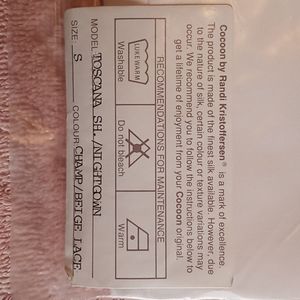 Cocoon by Randi Kristoffersen® is a mark of excellence.
The product is made of the finest silk available. However, due
to the nature of silk, certain colour or texture variations may
occur. We recommend you to follow the instructions below to
get a lifetime of enjoyment from your Cocoon original.
RECOMMENDATIONS FOR MAINTENANCE
LUKEWARM
Washable
Do not
bleach
Warm
MODEL: TOSCANA SH./NIGHTGOWN
SIZE: S COLOUR: CHAMP/BEIGE LACE